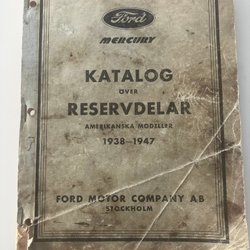 Ford
MERCURY
KATALOG
ÖVER
RESERVDELAR
AMERIKANSKA MODELLER
1938-1947
FORD MOTOR COMPANY AB
STOCKHOLM